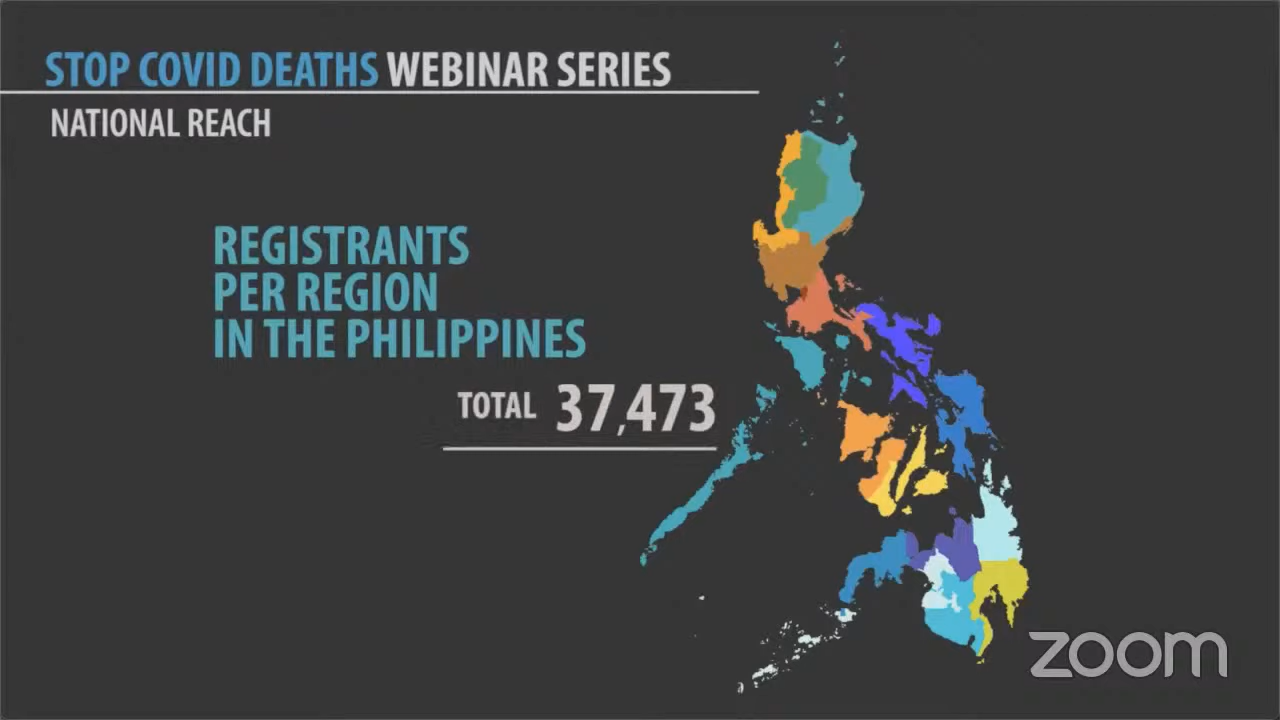 STOP COVID DEATHS WEBINAR SERIES
NATIONAL REACH
REGISTRANTS
PER REGION
IN THE PHILIPPINES
TOTAL 37,473
zoom